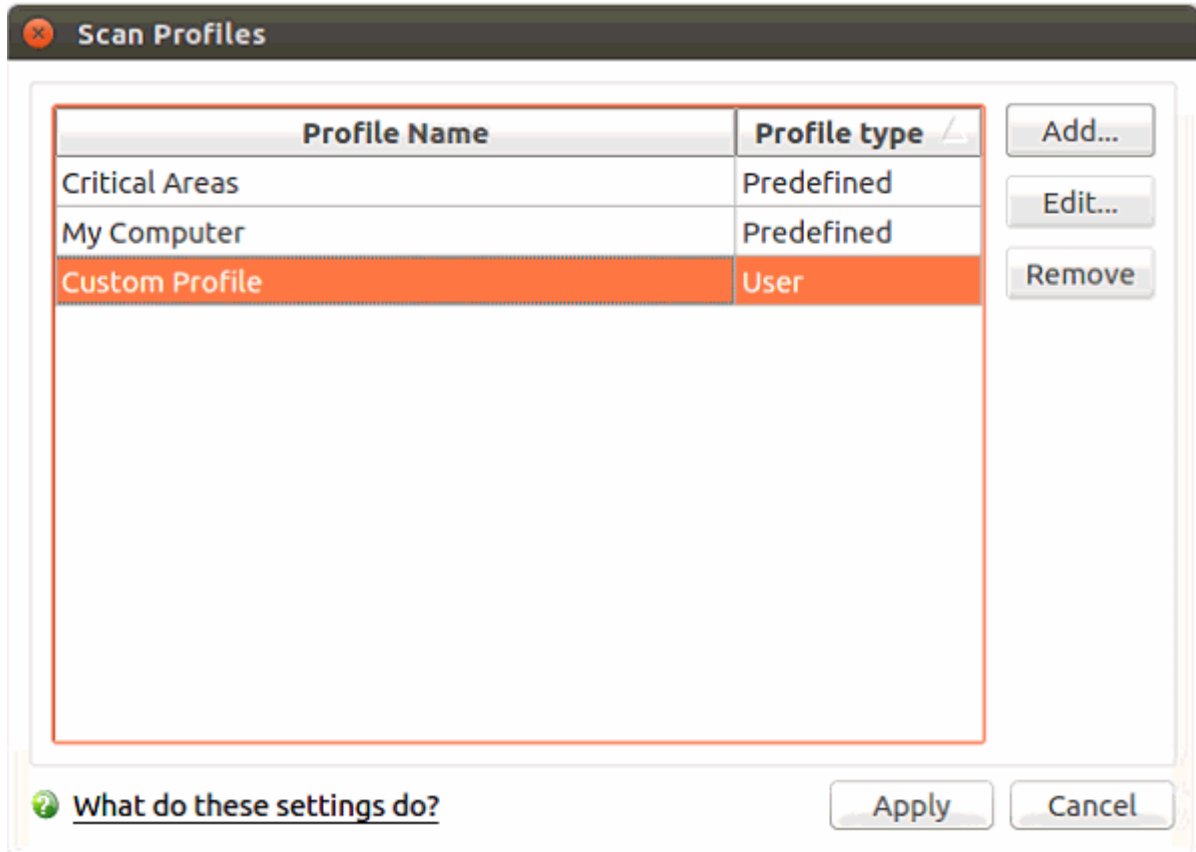 Scan Profiles
Profile Name Profile type
Add...
Critical Areas Predefined
Edit...
My Computer Predefined
Custom Profile User
Remove
What do these settings do?
Apply Cancel